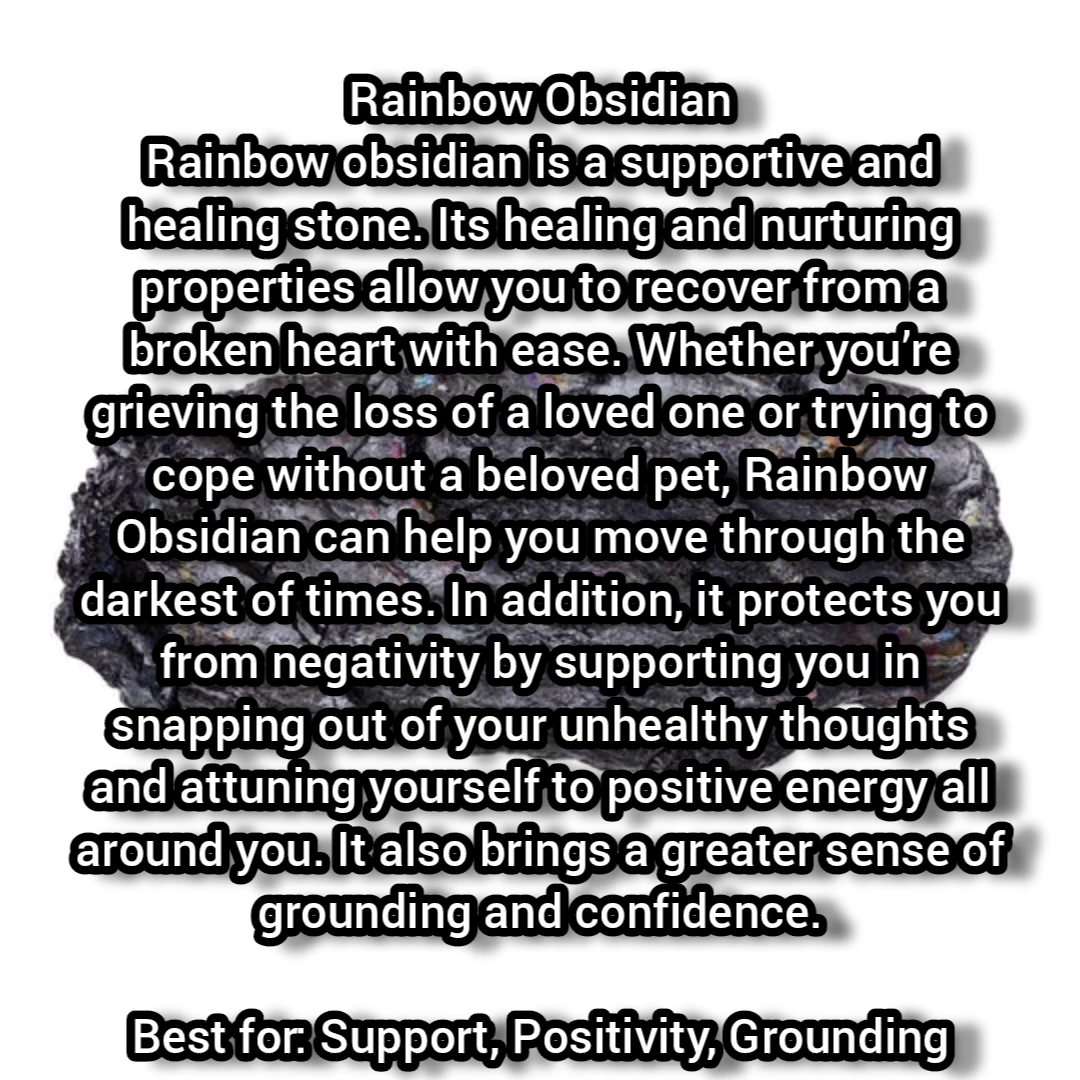 Rainbow Obsidian
Rainbow obsidian is a supportive and
healing stone. Its healing and nurturing
properties allow you to recover from a
broken heart with ease. Whether you’re
grieving the loss of a loved one or trying to
cope without a beloved pet, Rainbow
Obsidian can help you move through the
darkest of times. In addition, it protects you
from negativity by supporting you in
snapping out of your unhealthy thoughts
and attuning yourself to positive energy all
around you. It also brings a greater sense of
grounding and confidence.
Best for: Support, Positivity, Grounding